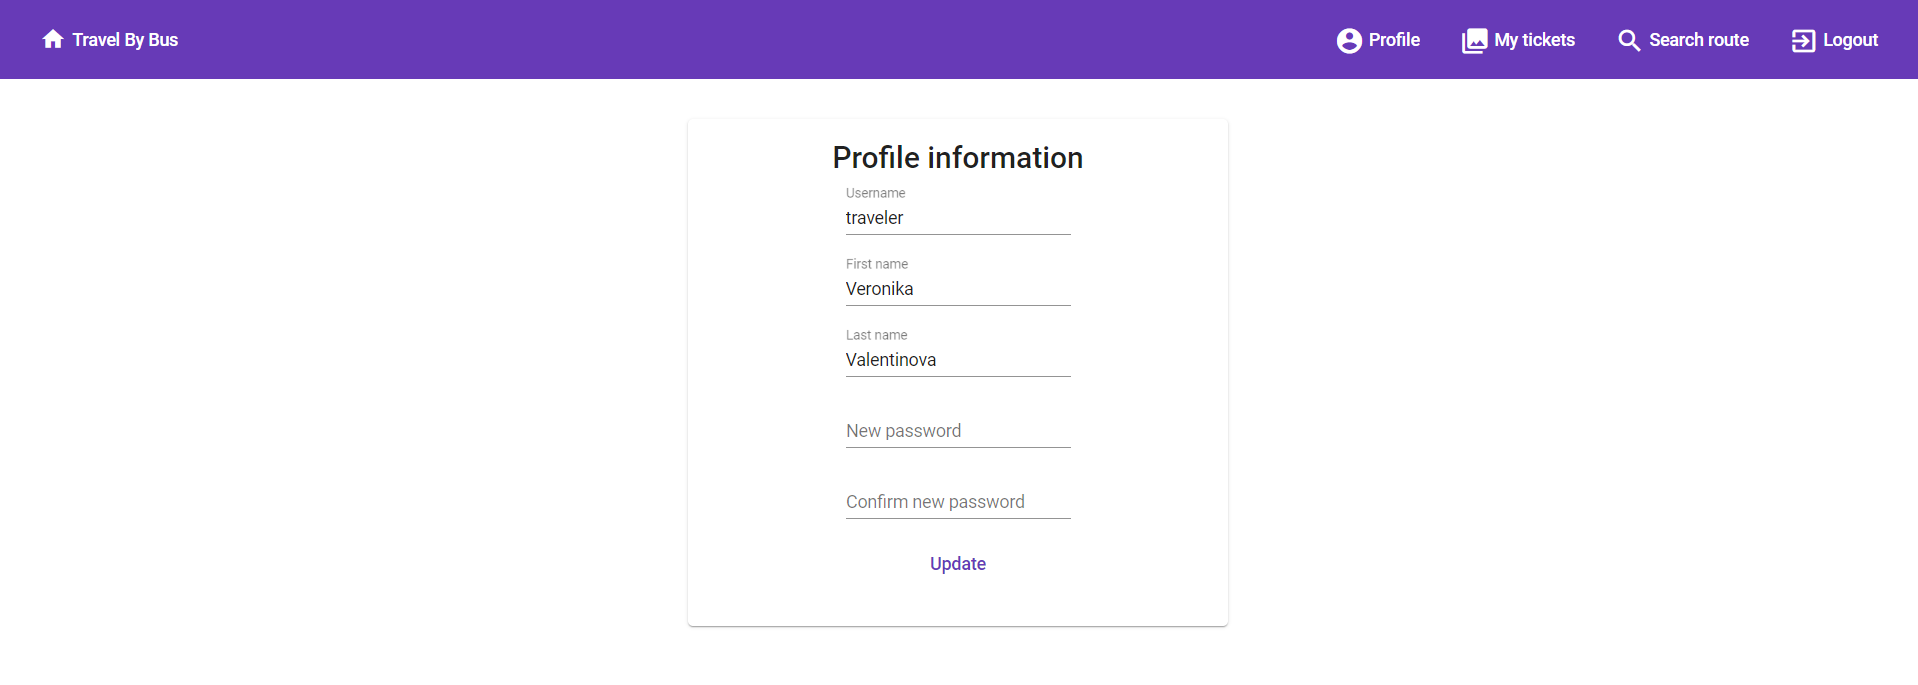 Travel By Bus
Profile
My tickets
Search route
Logout
Profile information
Username
traveler
First name
Veronika
Last name
Valentinova
New password
Confirm new password
Update